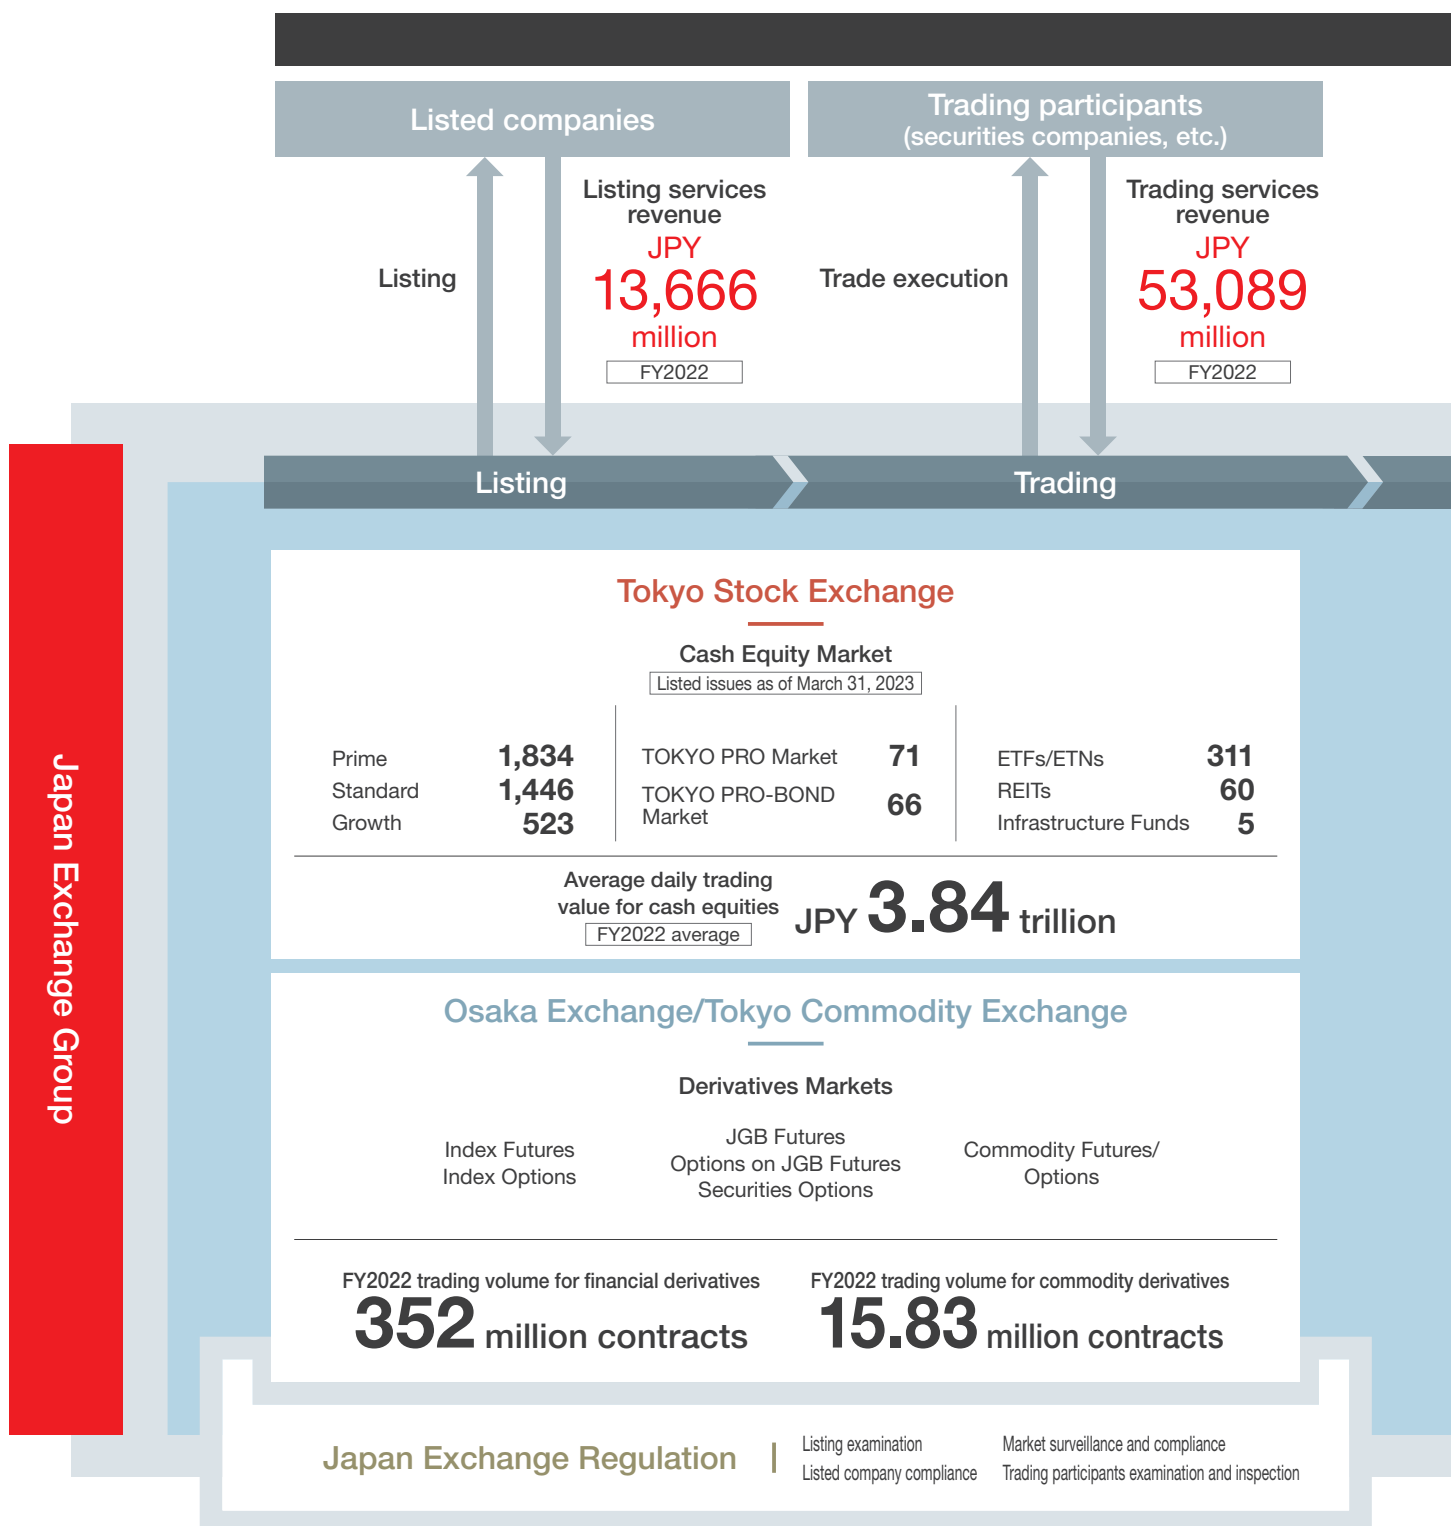 Listed companies
Trading participants
(securities companies, etc.)
Listing
Listing services
revenue
JPY
13,666
million
FY2022
Trade execution
Trading services
revenue
JPY
53,089
million
FY2022
Listing
Trading
Japan Exchange Group
Tokyo Stock Exchange
Cash Equity Market
Listed issues as of March 31, 2023
Prime 1,834
Standard 1,446
Growth 523
TOKYO PRO Market 71
TOKYO PRO-BOND
Market 66
ETFs/ETNs 311
REITs 60
Infrastructure Funds 5
Average daily trading
value for cash equities
FY2022 average
JPY 3.84 trillion
Osaka Exchange/Tokyo Commodity Exchange
Derivatives Markets
Index Futures
Index Options
JGB Futures
Options on JGB Futures
Securities Options
Commodity Futures/
Options
FY2022 trading volume for financial derivatives
352 million contracts
FY2022 trading volume for commodity derivatives
15.83 million contracts
Japan Exchange Regulation
Listing examination
Listed company compliance
Market surveillance and compliance
Trading participants examination and inspection